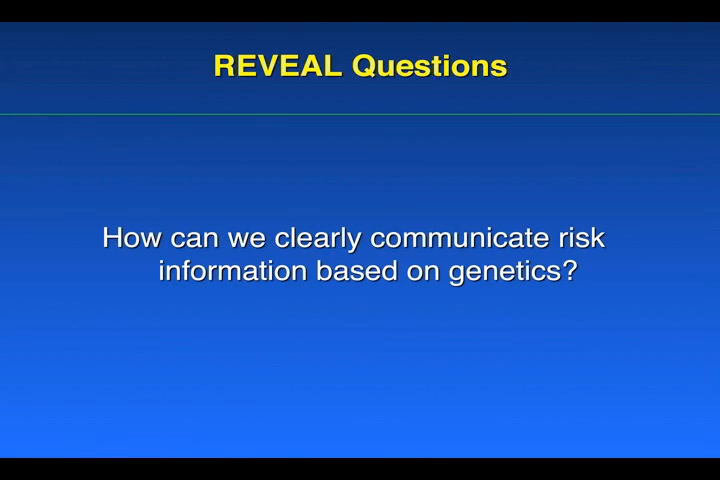 REVEAL Questions
How can we clearly communicate risk
information based on genetics?